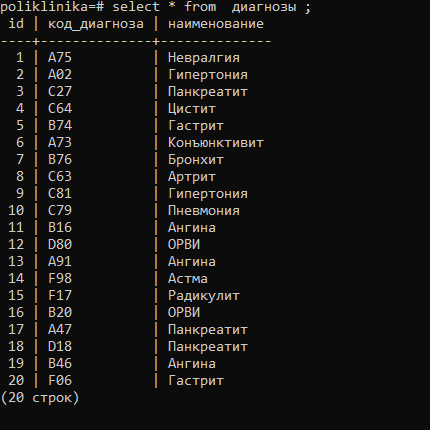 poliklinika=# select * from  диагнозы ;
 id | код_диагноза | наименование
----+--------------+--------------
  1 | A75          | Невралгия
  2 | A02          | Гипертония
  3 | C27          | Панкреатит
  4 | C64          | Цистит
  5 | B74          | Гастрит
  6 | A73          | Конъюнктивит
  7 | B76          | Бронхит
  8 | C63          | Артрит
  9 | C81          | Гипертония
 10 | C79          | Пневмония
 11 | B16          | Ангина
 12 | D80          | ОРВИ
 13 | A91          | Ангина
 14 | F98          | Астма
 15 | F17          | Радикулит
 16 | B20          | ОРВИ
 17 | A47          | Панкреатит
 18 | D18          | Панкреатит
 19 | B46          | Ангина
 20 | F06          | Гастрит
(20 строк)